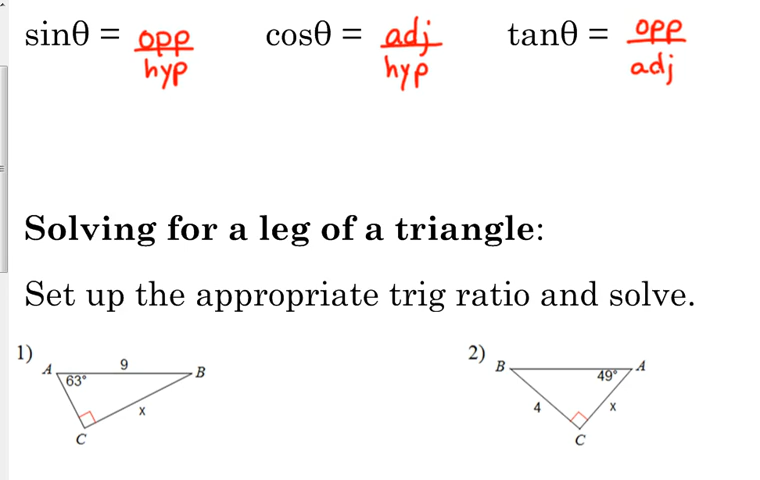 sinθ = opp/hyp cosθ = adj/hyp tanθ = opp/adj
Solving for a leg of a triangle:
Set up the appropriate trig ratio and solve.
1) A 9 B 63° x C
2) B A 49° 4 x C